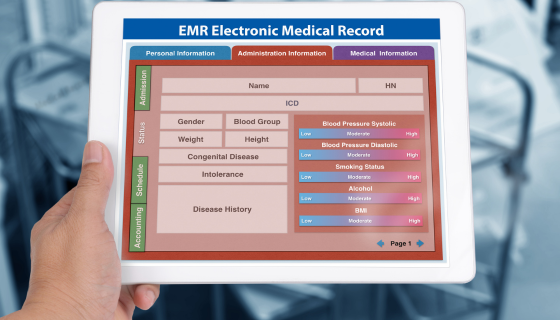 EMR Electronic Medical Record
Personal Information
Administration Information
Medical Information
Admission
Status
Schedule
Accounting
Name
HN
ICD
Gender
Blood Group
Weight
Height
Congenital Disease
Intolerance
Disease History
Blood Pressure Systolic
Low Moderate High
Blood Pressure Diastolic
Low Moderate High
Smoking Status
Low Moderate High
Alcohol
Low Moderate High
BMI
Low Moderate High
Page 1